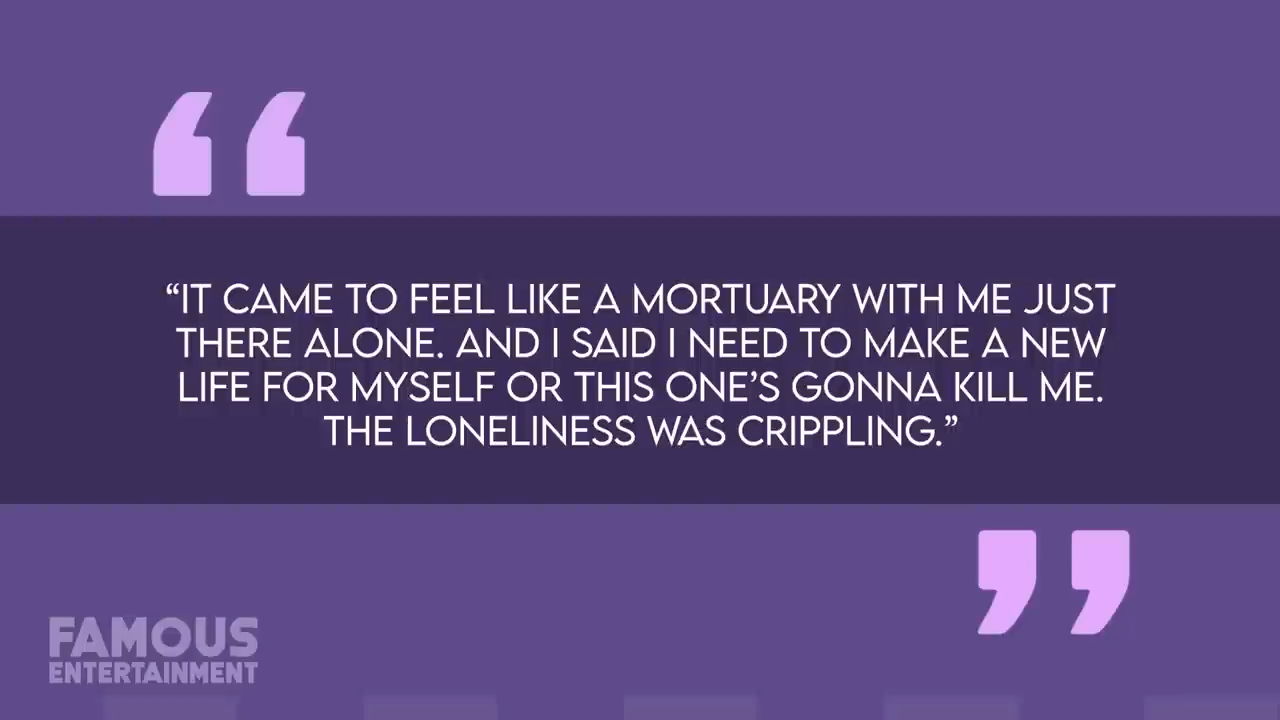 “IT CAME TO FEEL LIKE A MORTUARY WITH ME JUST
THERE ALONE. AND I SAID I NEED TO MAKE A NEW
LIFE FOR MYSELF OR THIS ONE’S GONNA KILL ME.
THE LONELINESS WAS CRIPPLING.”
FAMOUS
ENTERTAINMENT